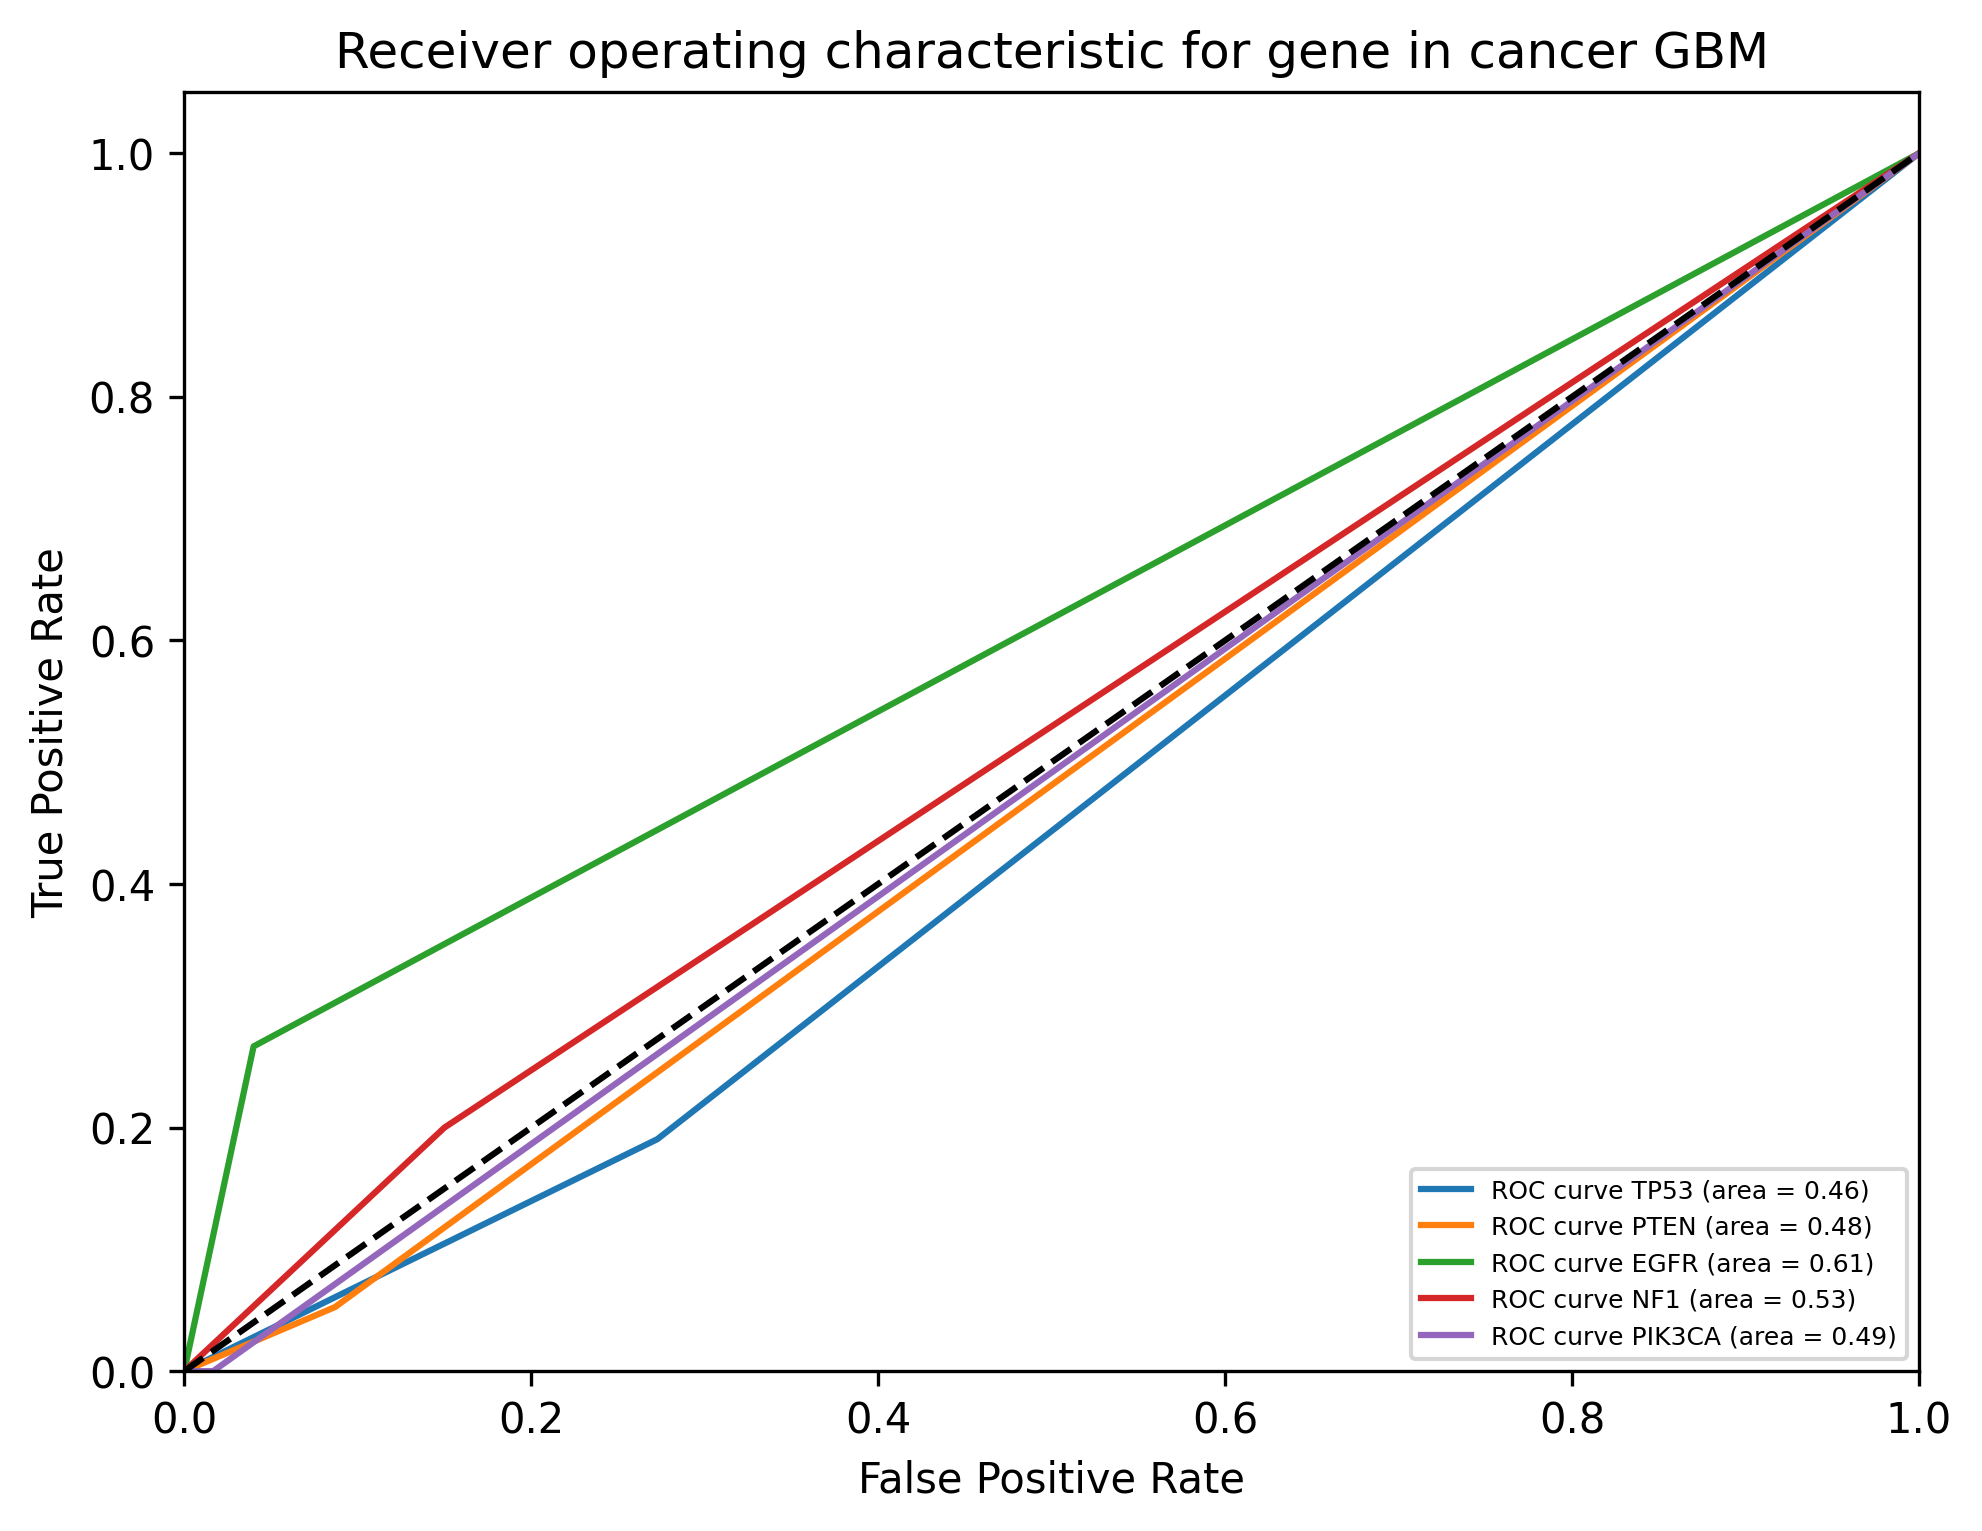 Receiver operating characteristic for gene in cancer GBM
1.0
0.8
0.6
0.4
0.2
0.0
True Positive Rate
ROC curve TP53 (area = 0.46)
ROC curve PTEN (area = 0.48)
ROC curve EGFR (area = 0.61)
ROC curve NF1 (area = 0.53)
ROC curve PIK3CA (area = 0.49)
0.0 0.2 0.4 0.6 0.8 1.0
False Positive Rate